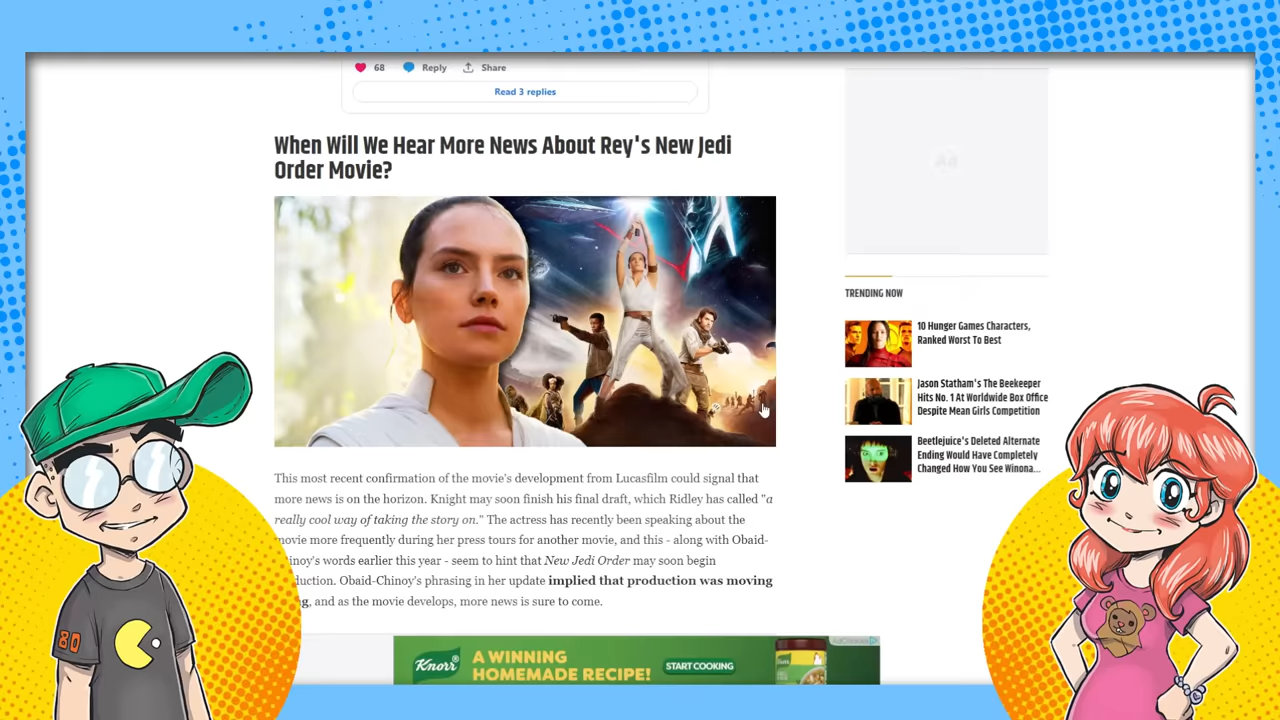 68 Reply Share
Read 3 replies
When Will We Hear More News About Rey's New Jedi
Order Movie?
This most recent confirmation of the movie's development from Lucasfilm could signal that
more news is on the horizon. Knight may soon finish his final draft, which Ridley has called "a
really cool way of taking the story on." The actress has recently been speaking about the
movie more frequently during her press tours for another movie, and this - along with Obaid-
hinoy's words earlier this year - seem to hint that New Jedi Order may soon begin
duction. Obaid-Chinoy's phrasing in her update implied that production was moving
g, and as the movie develops, more news is sure to come.
Ad
TRENDING NOW
10 Hunger Games Characters,
Ranked Worst To Best
Jason Statham's The Beekeeper
Hits No. 1 At Worldwide Box Office
Despite Mean Girls Competition
Beetlejuice's Deleted Alternate
Ending Would Have Completely
Changed How You See Winona...
Knorr
A WINNING
HOMEMADE RECIPE!
START COOKING
AdChoices
80